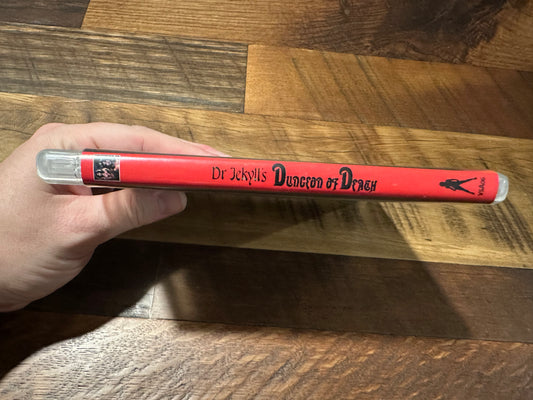 Dr Jekyll's Dungeon of Death